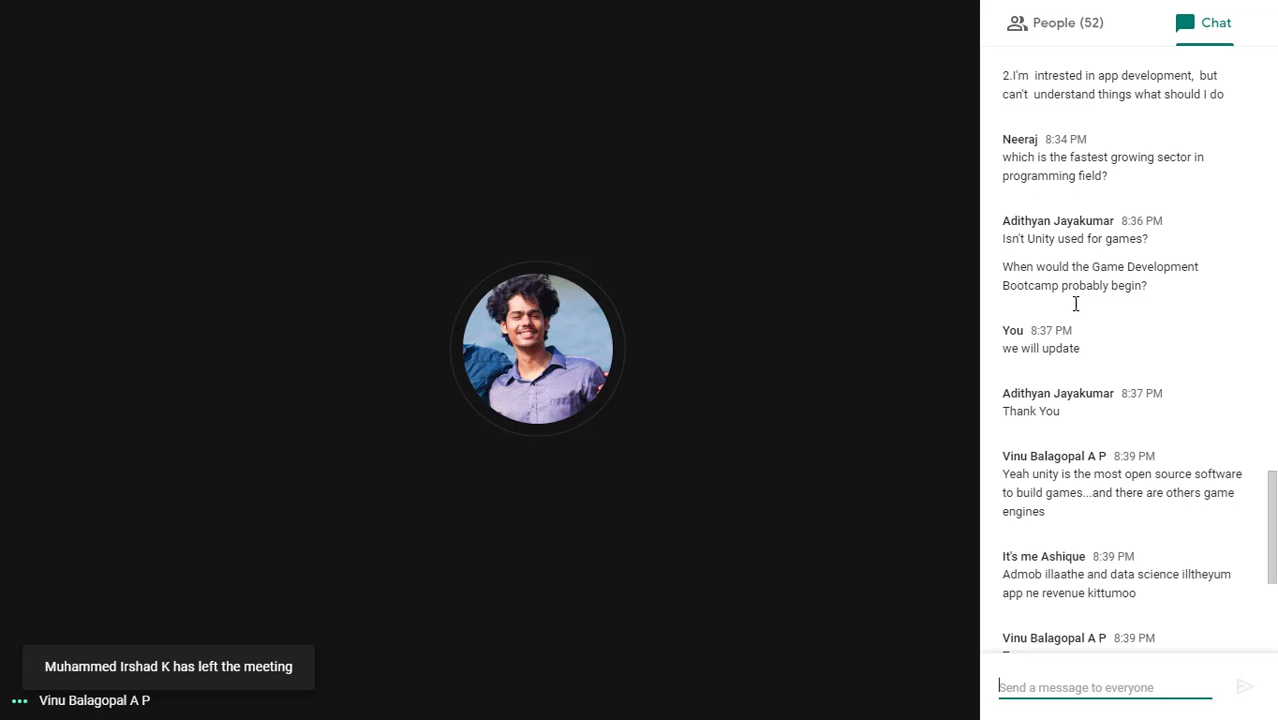 People (52)
Chat
2.I'm intrested in app development, but
can't understand things what should I do
Neeraj 8:34 PM
which is the fastest growing sector in
programming field?
Adithyan Jayakumar 8:36 PM
Isn't Unity used for games?
When would the Game Development
Bootcamp probably begin?
You 8:37 PM
we will update
Adithyan Jayakumar 8:37 PM
Thank You
Vinu Balagopal A P 8:39 PM
Yeah unity is the most open source software
to build games...and there are others game
engines
It's me Ashique 8:39 PM
Admob illaathe and data science illtheyum
app ne revenue kittumoo
Vinu Balagopal A P 8:39 PM
Send a message to everyone
Muhammed Irshad K has left the meeting
Vinu Balagopal A P